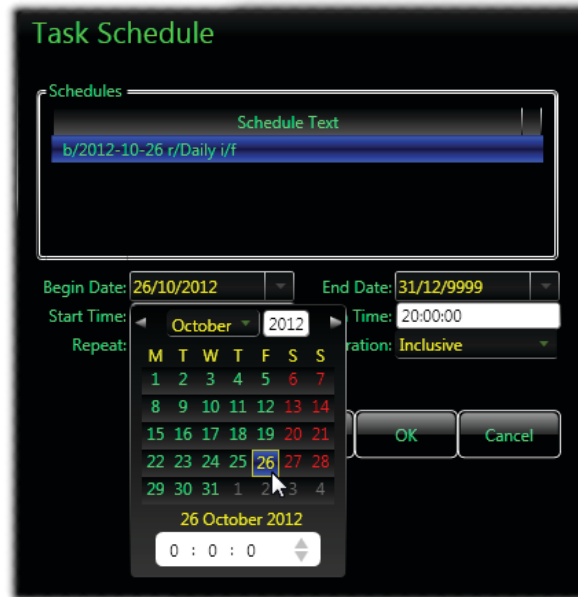 Task Schedule
Schedules
Schedule Text
b/2012-10-26 r/Daily i/f
Begin Date: 26/10/2012 End Date: 31/12/9999
Start Time: Time: 20:00:00
Repeat: ration: Inclusive
October 2012
M T W T F S S
1 2 3 4 5 6 7
8 9 10 11 12 13 14
15 16 17 18 19 20 21
22 23 24 25 26 27 28
29 30 31 1 2 3 4
26 October 2012
0 : 0 : 0
OK Cancel